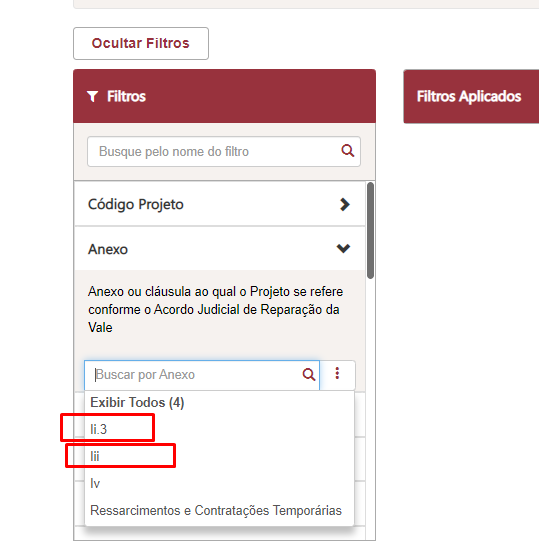 Ocultar Filtros
Filtros
Filtros Aplicados
Busque pelo nome do filtro
Código Projeto
Anexo
Anexo ou cláusula ao qual o Projeto se refere
conforme o Acordo Judicial de Reparação da
Vale
Buscar por Anexo
Exibir Todos (4)
Ii.3
Iii
Iv
Ressarcimentos e Contratações Temporárias